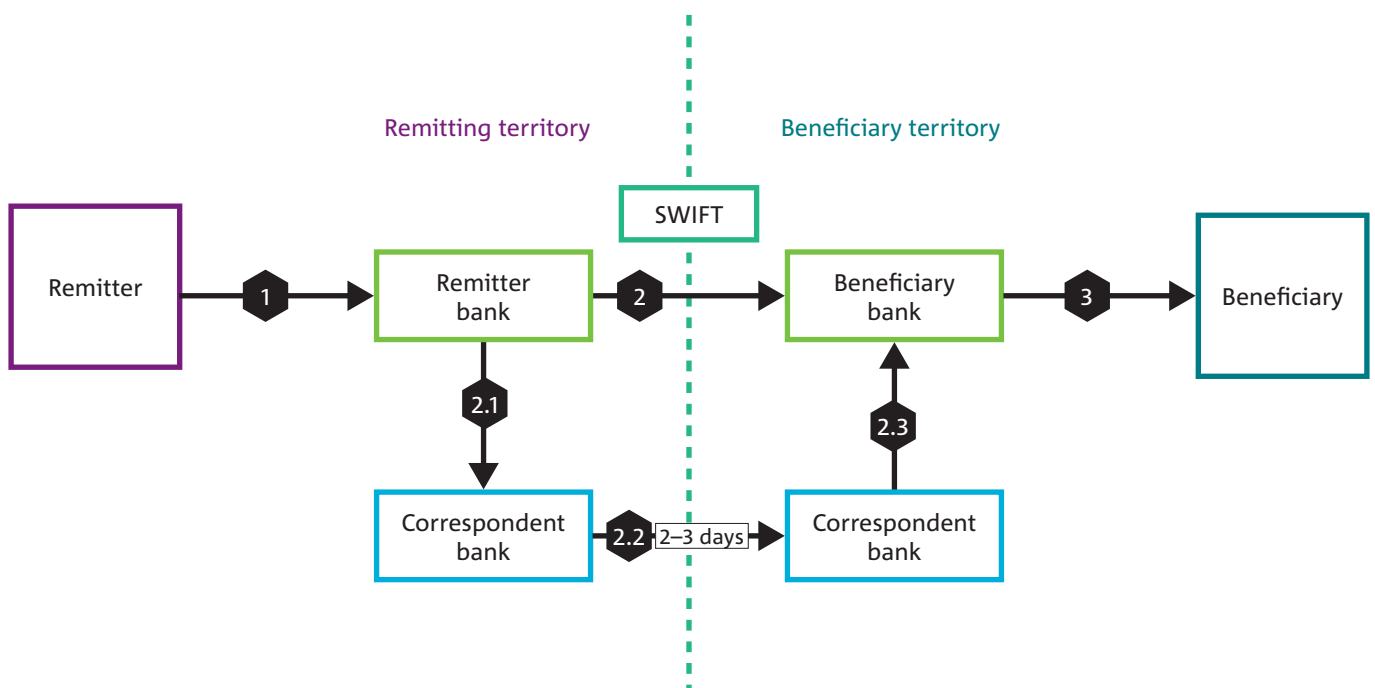 Remitting territory
Beneficiary territory
SWIFT
Remitter
1
Remitter
bank
2
Beneficiary
bank
3
Beneficiary
2.1
2.3
Correspondent
bank
2.2
2–3 days
Correspondent
bank